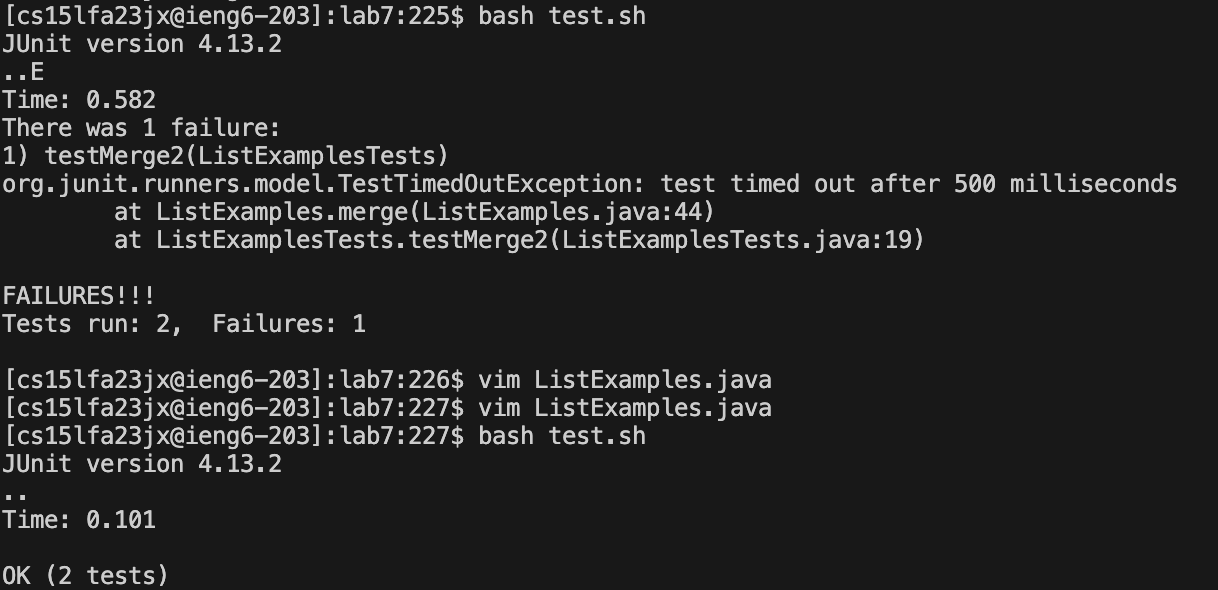 [cs15lfa23jx@ieng6-203]:lab7:225$ bash test.sh
JUnit version 4.13.2
..E
Time: 0.582
There was 1 failure:
1) testMerge2(ListExamplesTests)
org.junit.runners.model.TestTimedOutException: test timed out after 500 milliseconds
        at ListExamples.merge(ListExamples.java:44)
        at ListExamplesTests.testMerge2(ListExamplesTests.java:19)

FAILURES!!!
Tests run: 2,  Failures: 1

[cs15lfa23jx@ieng6-203]:lab7:226$ vim ListExamples.java
[cs15lfa23jx@ieng6-203]:lab7:227$ vim ListExamples.java
[cs15lfa23jx@ieng6-203]:lab7:227$ bash test.sh
JUnit version 4.13.2
..
Time: 0.101

OK (2 tests)